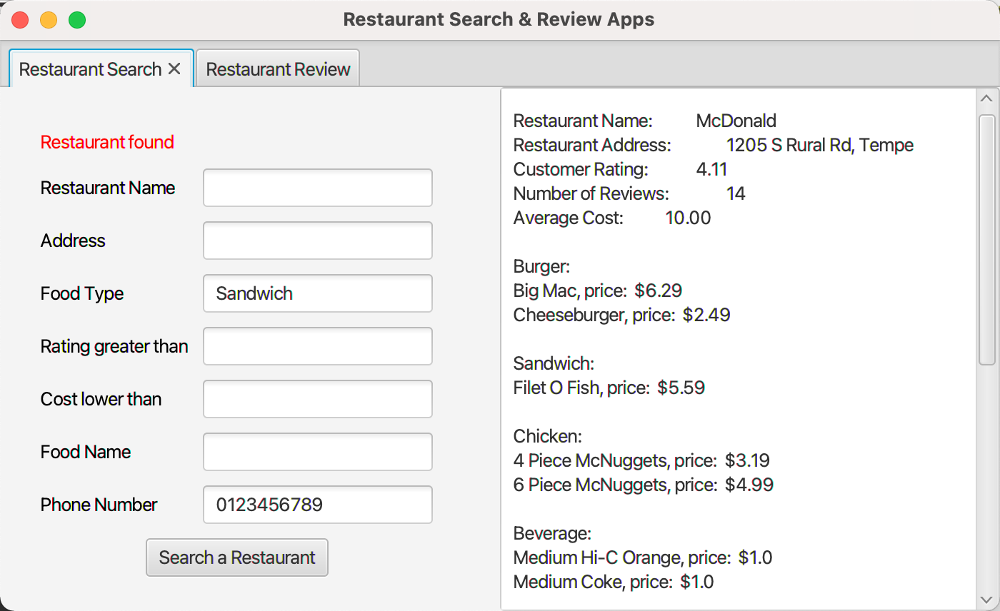 Restaurant Search & Review Apps
Restaurant Search
Restaurant Review
Restaurant found
Restaurant Name
Address
Food Type Sandwich
Rating greater than
Cost lower than
Food Name
Phone Number 0123456789
Search a Restaurant
Restaurant Name: McDonald
Restaurant Address: 1205 S Rural Rd, Tempe
Customer Rating: 4.11
Number of Reviews: 14
Average Cost: 10.00
Burger:
Big Mac, price: $6.29
Cheeseburger, price: $2.49
Sandwich:
Filet O Fish, price: $5.59
Chicken:
4 Piece McNuggets, price: $3.19
6 Piece McNuggets, price: $4.99
Beverage:
Medium Hi-C Orange, price: $1.0
Medium Coke, price: $1.0